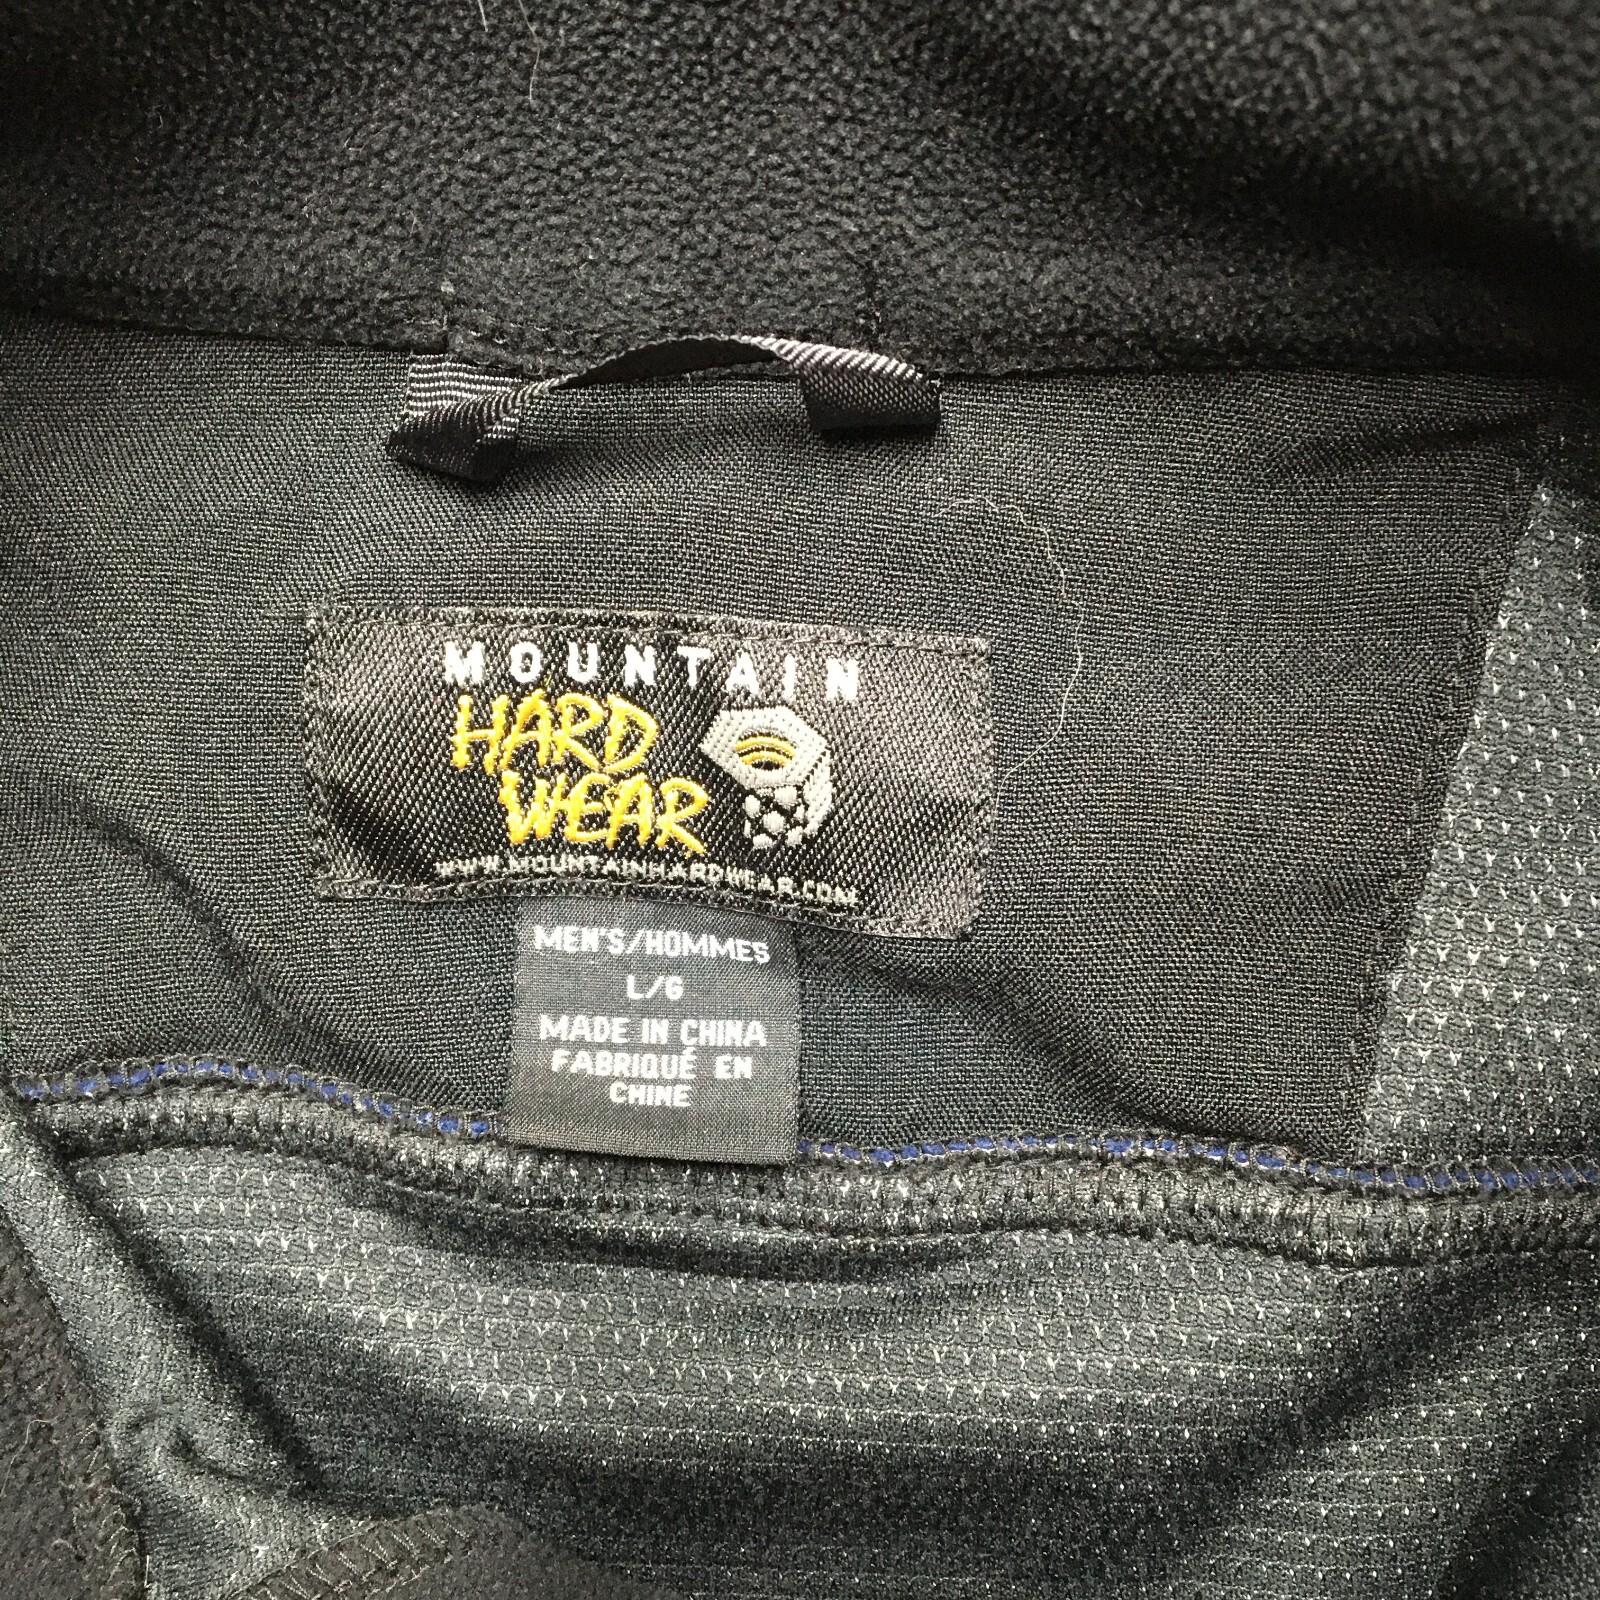 MOUNTAIN
HARD
WEAR
WWW.MOUNTAINHARDWEAR.COM
MEN'S/HOMMES
L/G
MADE IN CHINA
FABRIQUÉ EN
CHINE